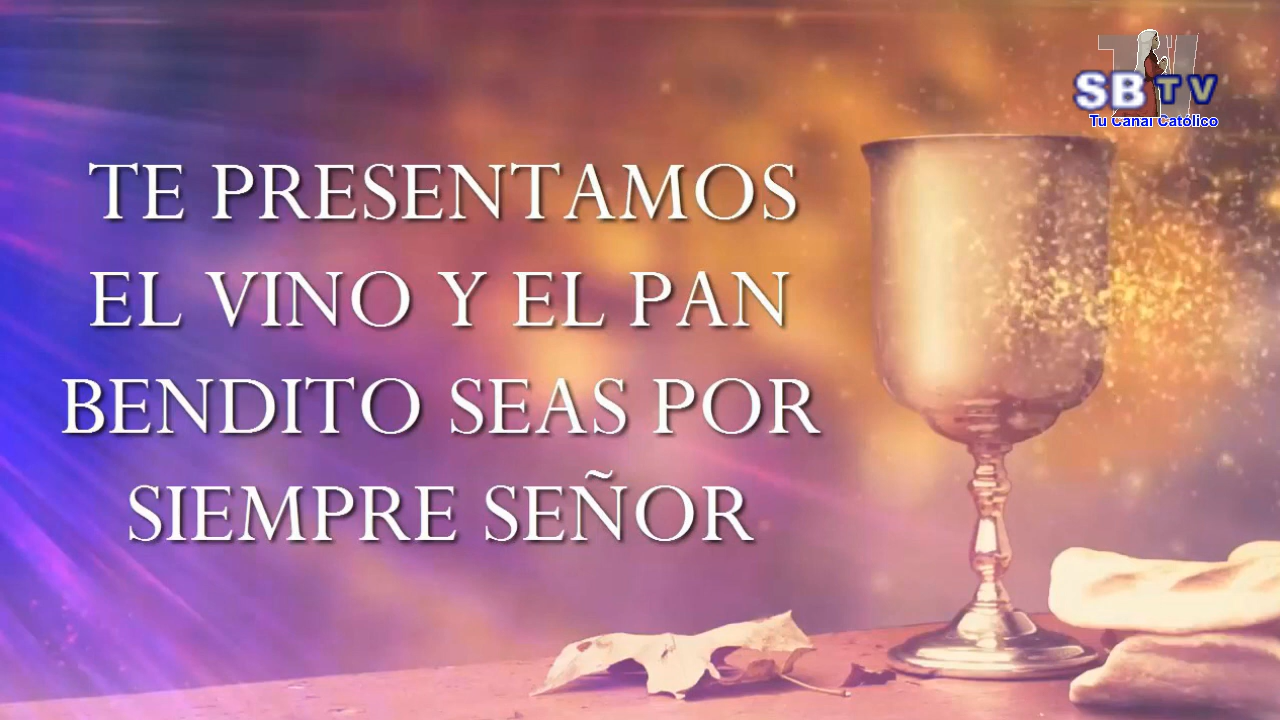 SBTV
Tu Canal Católico
TE PRESENTAMOS
EL VINO Y EL PAN
BENDITO SEAS POR
SIEMPRE SEÑOR